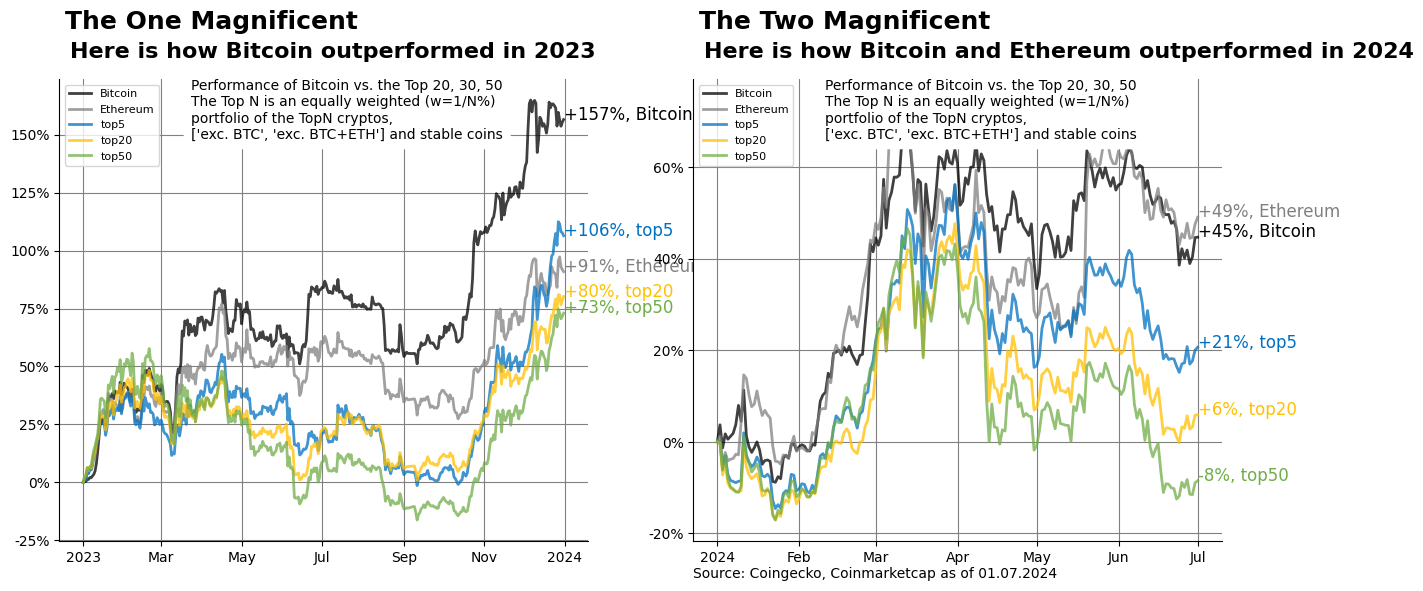 The One Magnificent
Here is how Bitcoin outperformed in 2023
Bitcoin
Ethereum
top5
top20
top50
Performance of Bitcoin vs. the Top 20, 30, 50
The Top N is an equally weighted (w=1/N%)
portfolio of the TopN cryptos,
['exc. BTC', 'exc. BTC+ETH'] and stable coins
150%
125%
100%
75%
50%
25%
0%
-25%
+157%, Bitcoin
+106%, top5
+91%, Ethereum
+80%, top20
+73%, top50
2023
Mar
May
Jul
Sep
Nov
2024
The Two Magnificent
Here is how Bitcoin and Ethereum outperformed in 2024
Bitcoin
Ethereum
top5
top20
top50
Performance of Bitcoin vs. the Top 20, 30, 50
The Top N is an equally weighted (w=1/N%)
portfolio of the TopN cryptos,
['exc. BTC', 'exc. BTC+ETH'] and stable coins
60%
40%
20%
0%
-20%
+49%, Ethereum
+45%, Bitcoin
+21%, top5
+6%, top20
-8%, top50
2024
Feb
Mar
Apr
May
Jun
Jul
Source: Coingecko, Coinmarketcap as of 01.07.2024